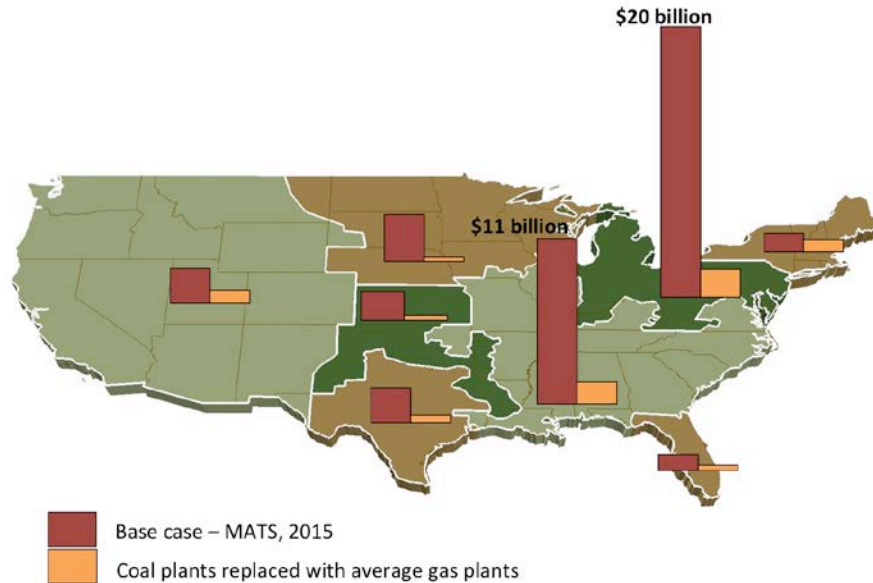 $20 billion
$11 billion
Base case – MATS, 2015
Coal plants replaced with average gas plants